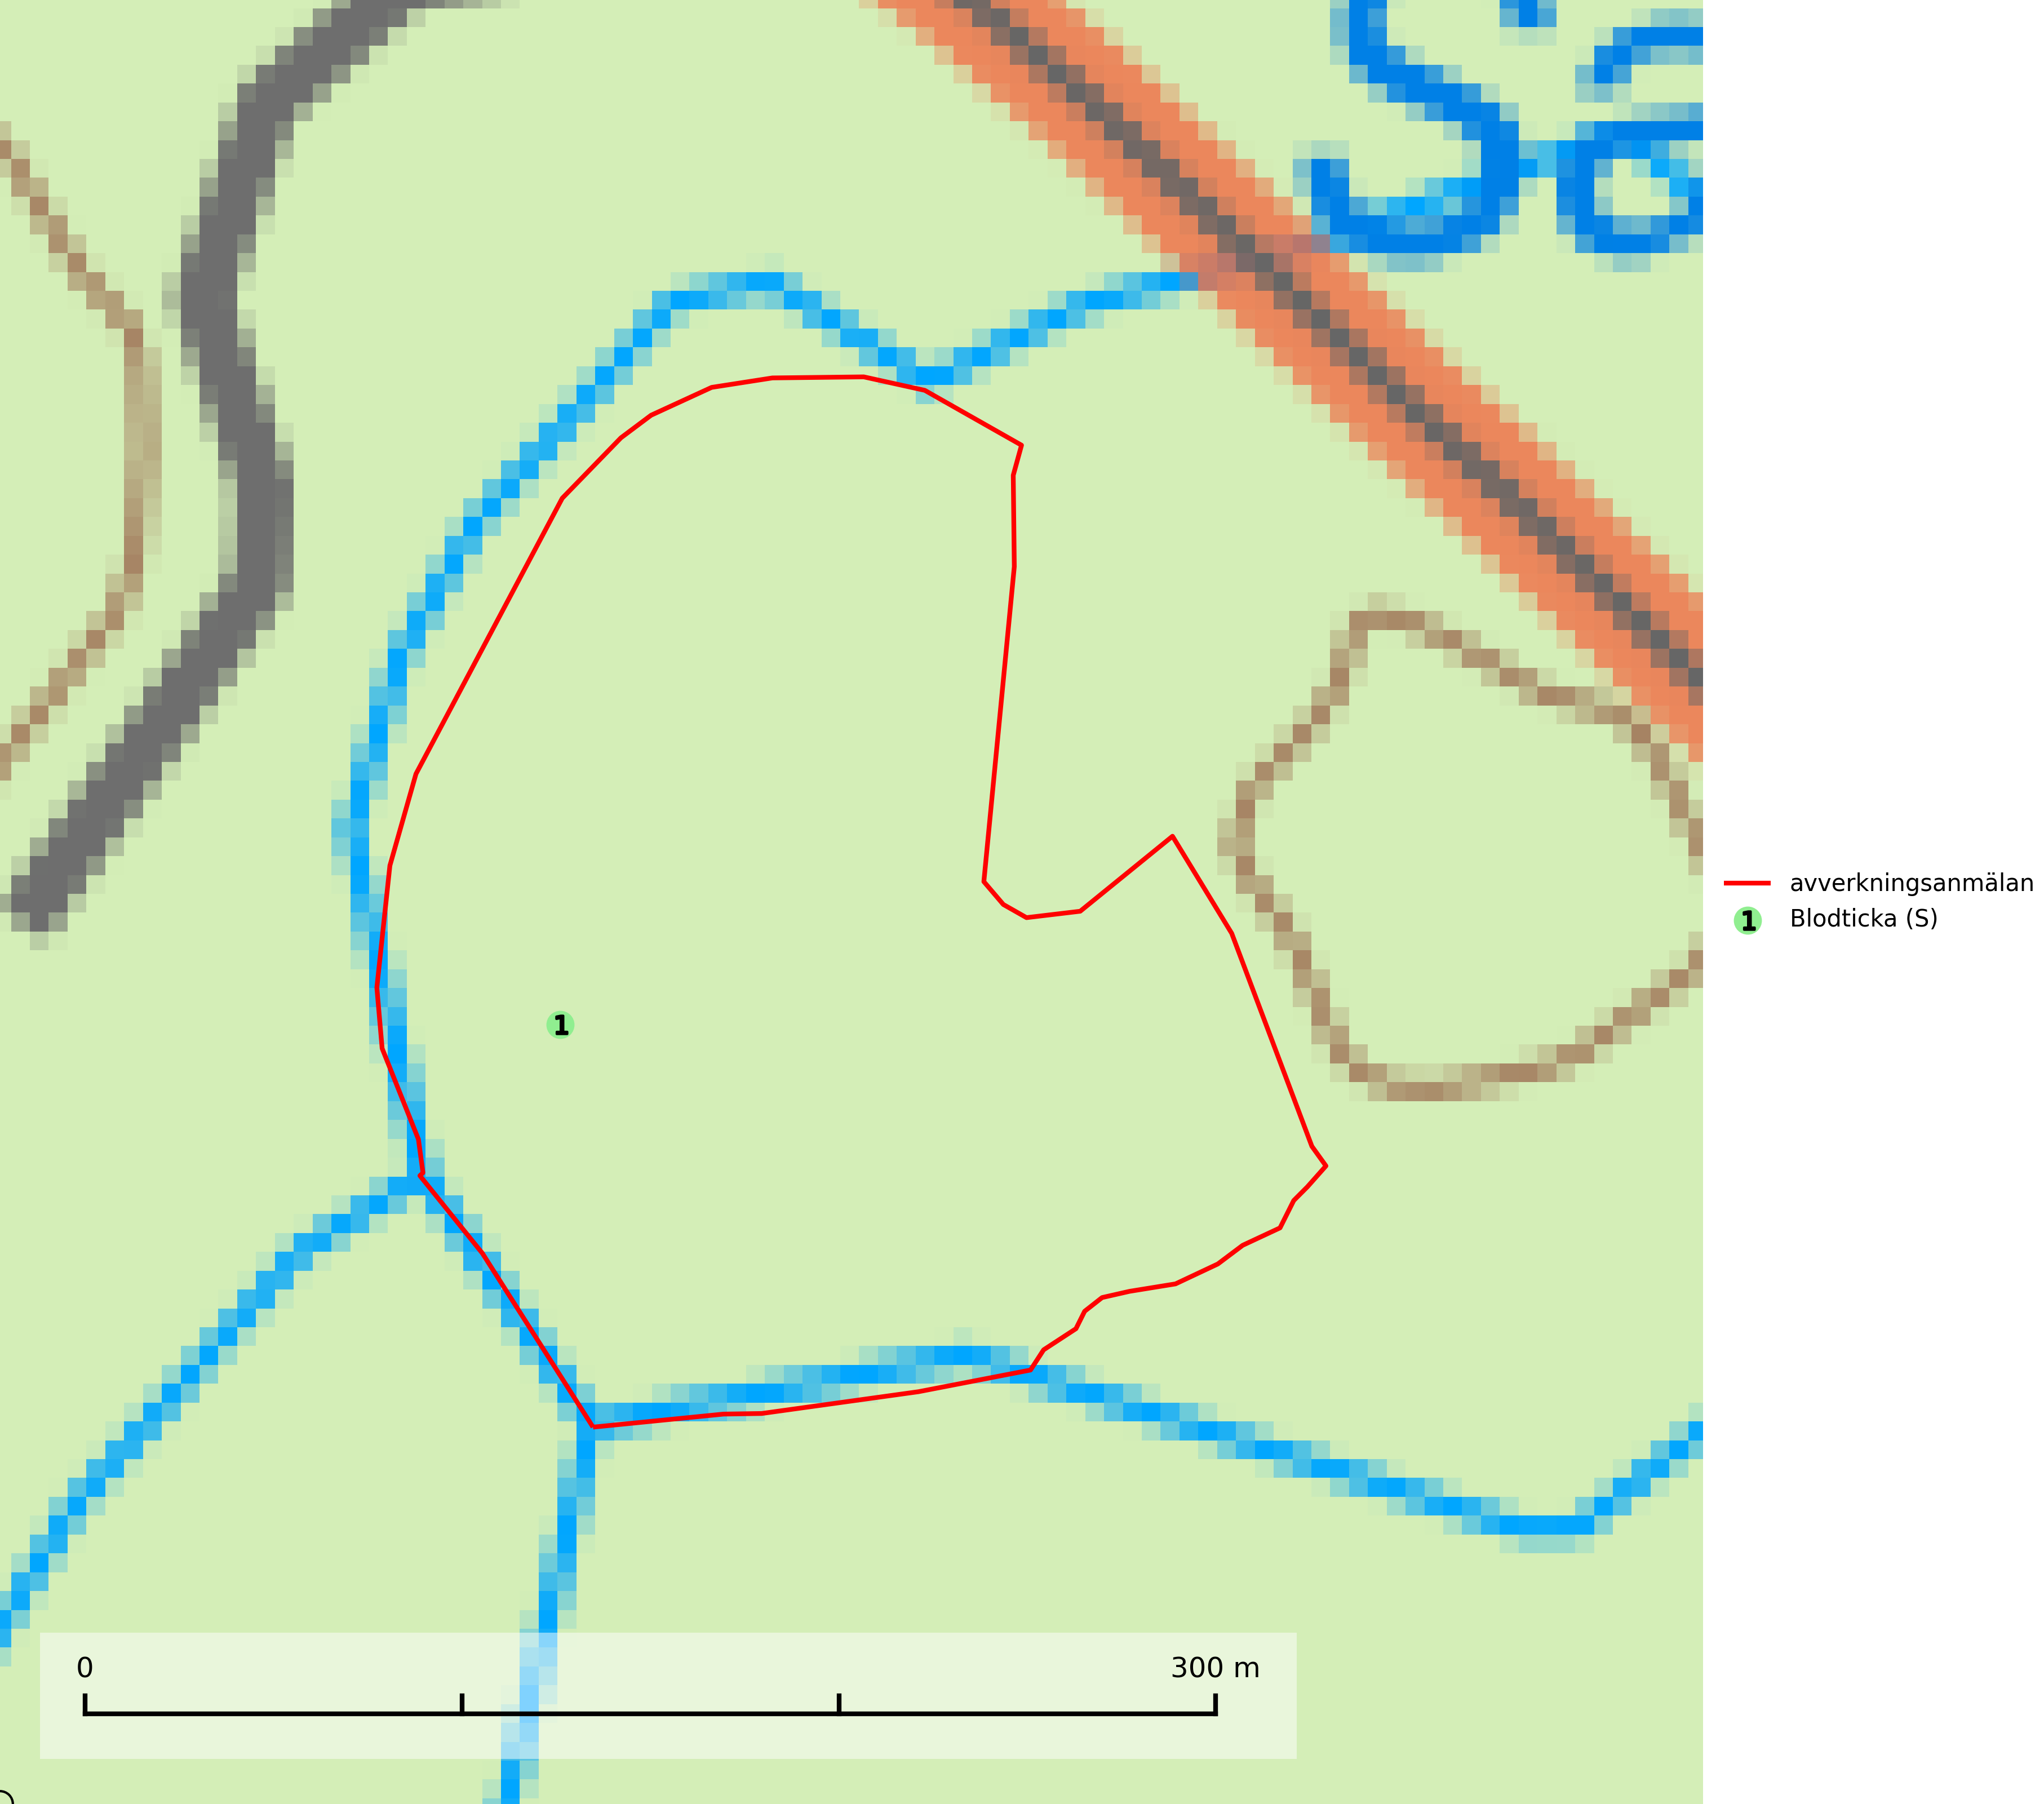 avverkningsanmälan
1 Blodticka (S)
1
0 300 m